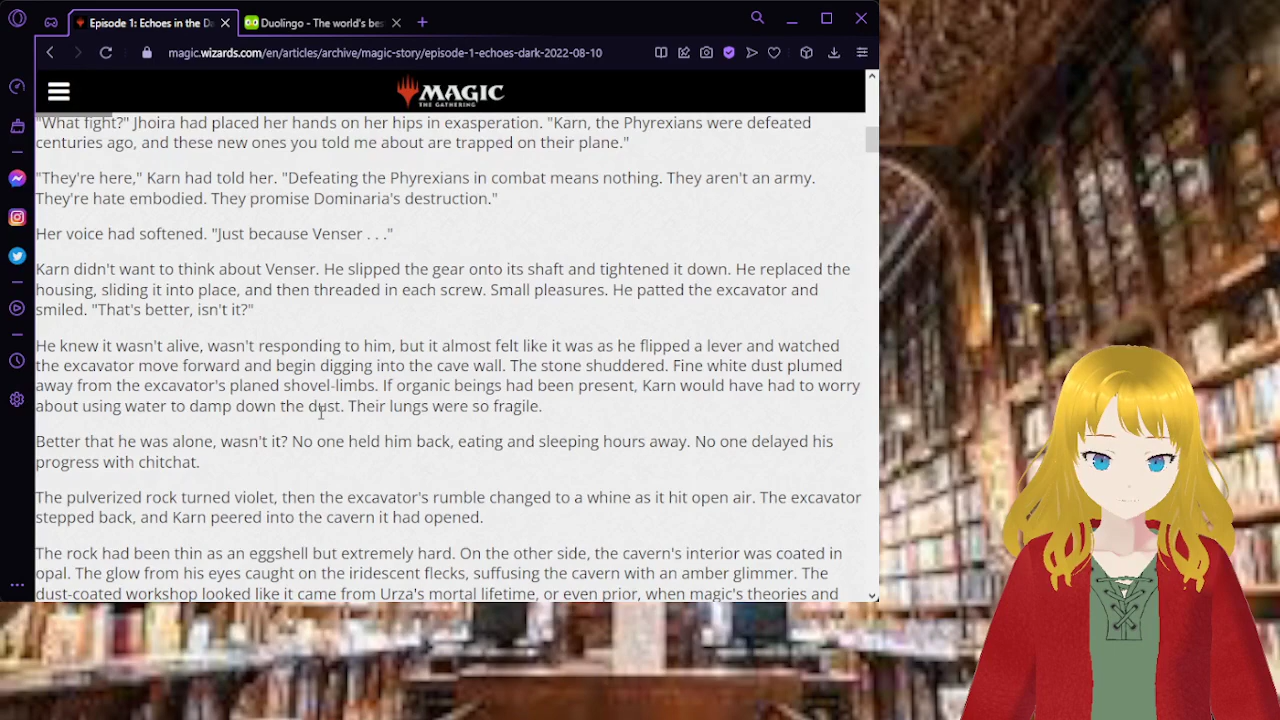 Episode 1: Echoes in the Da
Duolingo - The world's bes
magic.wizards.com/en/articles/archive/magic-story/episode-1-echoes-dark-2022-08-10
MAGIC
THE GATHERING
"What fight?" Jhoira had placed her hands on her hips in exasperation. "Karn, the Phyrexians were defeated
centuries ago, and these new ones you told me about are trapped on their plane."
"They're here," Karn had told her. "Defeating the Phyrexians in combat means nothing. They aren't an army.
They're hate embodied. They promise Dominaria's destruction."
Her voice had softened. "Just because Venser . . ."
Karn didn't want to think about Venser. He slipped the gear onto its shaft and tightened it down. He replaced the
housing, sliding it into place, and then threaded in each screw. Small pleasures. He patted the excavator and
smiled. "That's better, isn't it?"
He knew it wasn't alive, wasn't responding to him, but it almost felt like it was as he flipped a lever and watched
the excavator move forward and begin digging into the cave wall. The stone shuddered. Fine white dust plumed
away from the excavator's planed shovel-limbs. If organic beings had been present, Karn would have had to worry
about using water to damp down the dust. Their lungs were so fragile.
Better that he was alone, wasn't it? No one held him back, eating and sleeping hours away. No one delayed his
progress with chitchat.
The pulverized rock turned violet, then the excavator's rumble changed to a whine as it hit open air. The excavator
stepped back, and Karn peered into the cavern it had opened.
The rock had been thin as an eggshell but extremely hard. On the other side, the cavern's interior was coated in
opal. The glow from his eyes caught on the iridescent flecks, suffusing the cavern with an amber glimmer. The
dust-coated workshop looked like it came from Urza's mortal lifetime, or even prior, when magic's theories and